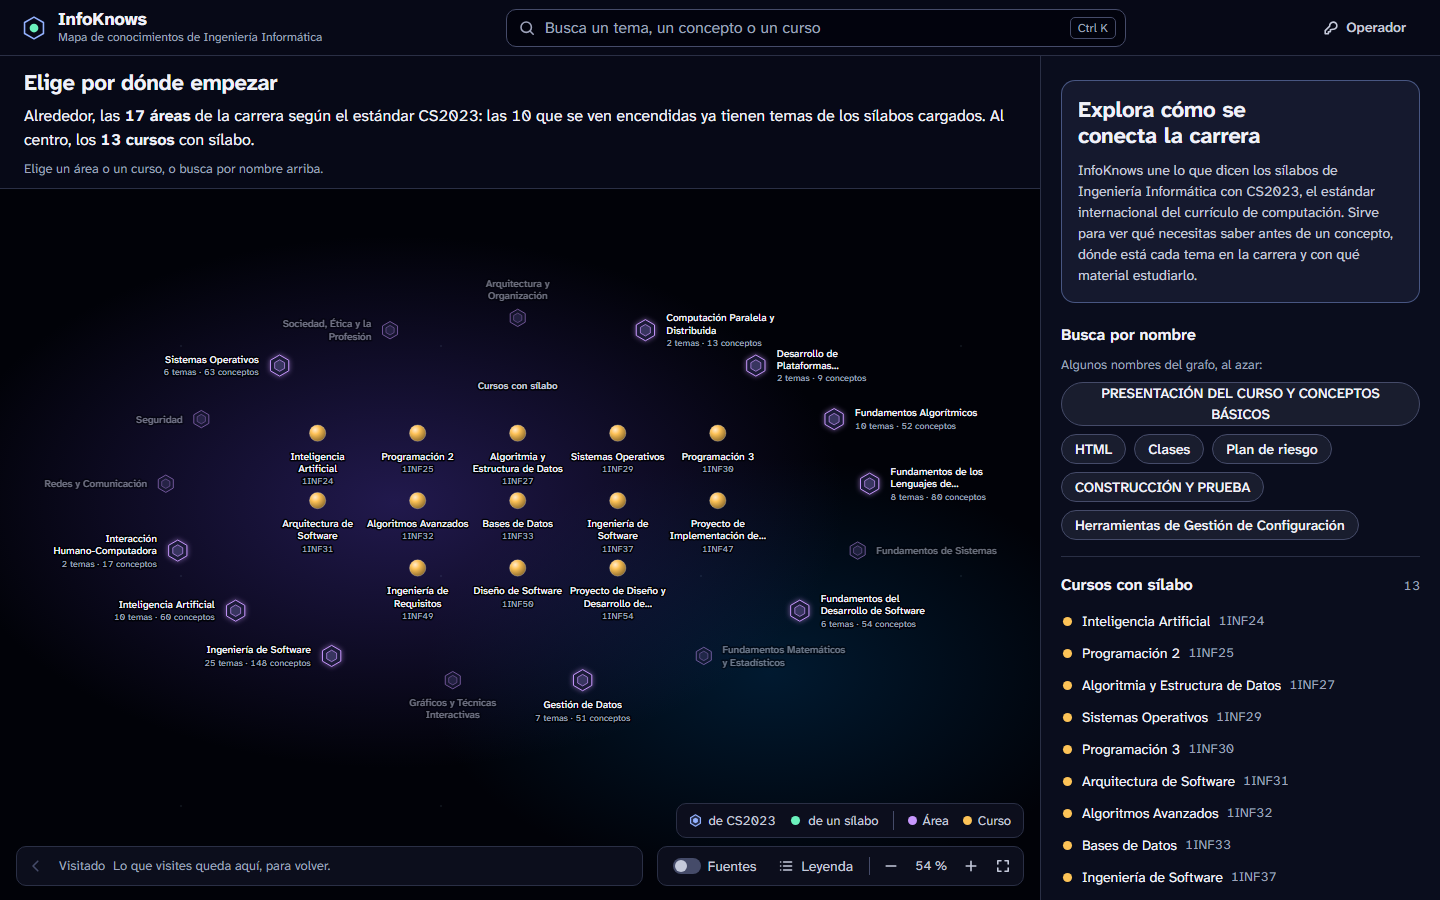 InfoKnows
Mapa de conocimientos de Ingeniería Informática
Busca un tema, un concepto o un curso
Ctrl K
Operador
Elige por dónde empezar
Alrededor, las 17 áreas de la carrera según el estándar CS2023: las 10 que se ven encendidas ya tienen temas de los sílabos cargados. Al
centro, los 13 cursos con sílabo.
Elige un área o un curso, o busca por nombre arriba.
Arquitectura y
Organización
Sociedad, Ética y la
Profesión
Computación Paralela y
Distribuida
2 temas · 13 conceptos
Sistemas Operativos
6 temas · 63 conceptos
Desarrollo de
Plataformas...
2 temas · 9 conceptos
Cursos con sílabo
Seguridad
Fundamentos Algorítmicos
10 temas · 52 conceptos
Inteligencia
Artificial
1INF24
Programación 2
1INF25
Algoritmia y
Estructura de Datos
1INF27
Sistemas Operativos
1INF29
Programación 3
1INF30
Redes y Comunicación
Fundamentos de los
Lenguajes de...
8 temas · 80 conceptos
Arquitectura de
Software
1INF31
Algoritmos Avanzados
1INF32
Bases de Datos
1INF33
Ingeniería de
Software
1INF37
Proyecto de
Implementación de...
1INF47
Interacción
Humano-Computadora
2 temas · 17 conceptos
Fundamentos de Sistemas
Ingeniería de
Requisitos
1INF49
Diseño de Software
1INF50
Proyecto de Diseño y
Desarrollo de...
1INF54
Inteligencia Artificial
10 temas · 60 conceptos
Fundamentos del
Desarrollo de Software
6 temas · 54 conceptos
Ingeniería de Software
25 temas · 148 conceptos
Fundamentos Matemáticos
y Estadísticos
Gráficos y Técnicas
Interactivas
Gestión de Datos
7 temas · 51 conceptos
de CS2023
de un sílabo
Área
Curso
Visitado Lo que visites queda aquí, para volver.
Fuentes
Leyenda
54 %
Explora cómo se
conecta la carrera
InfoKnows une lo que dicen los sílabos de
Ingeniería Informática con CS2023, el estándar
internacional del currículo de computación. Sirve
para ver qué necesitas saber antes de un concepto,
dónde está cada tema en la carrera y con qué
material estudiarlo.
Busca por nombre
Algunos nombres del grafo, al azar:
PRESENTACIÓN DEL CURSO Y CONCEPTOS
BÁSICOS
HTML
Clases
Plan de riesgo
CONSTRUCCIÓN Y PRUEBA
Herramientas de Gestión de Configuración
Cursos con sílabo 13
Inteligencia Artificial 1INF24
Programación 2 1INF25
Algoritmia y Estructura de Datos 1INF27
Sistemas Operativos 1INF29
Programación 3 1INF30
Arquitectura de Software 1INF31
Algoritmos Avanzados 1INF32
Bases de Datos 1INF33
Ingeniería de Software 1INF37